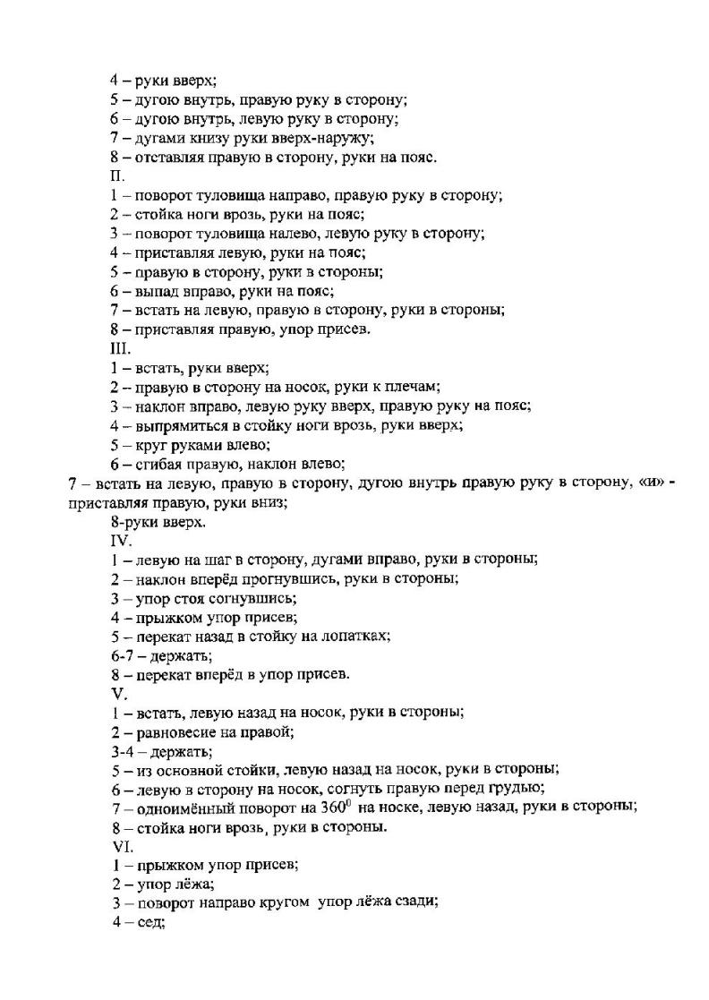 4 – руки вверх;
5 – дугою внутрь, правую руку в сторону;
6 – дугою внутрь, левую руку в сторону;
7 – дугами книзу руки вверх-наружу;
8 – отставляя правую в сторону, руки на пояс.
II.
1 – поворот туловища направо, правую руку в сторону;
2 – стойка ноги врозь, руки на пояс;
3 – поворот туловища налево, левую руку в сторону;
4 – приставляя левую, руки на пояс;
5 – правую в сторону, руки в стороны;
6 – выпад вправо, руки на пояс;
7 – встать на левую, правую в сторону, руки в стороны;
8 – приставляя правую, упор присев.
III.
1 – встать, руки вверх;
2 – правую в сторону на носок, руки к плечам;
3 – наклон вправо, левую руку вверх, правую руку на пояс;
4 – выпрямиться в стойку ноги врозь, руки вверх;
5 – круг руками влево;
6 – сгибая правую, наклон влево;
7 – встать на левую, правую в сторону, дугою внутрь правую руку в сторону, «и» -
приставляя правую, руки вниз;
8-руки вверх.
IV.
1 – левую на шаг в сторону, дугами вправо, руки в стороны;
2 – наклон вперёд прогнувшись, руки в стороны;
3 – упор стоя согнувшись;
4 – прыжком упор присев;
5 – перекат назад в стойку на лопатках;
6-7 – держать;
8 – перекат вперёд в упор присев.
V.
1 – встать, левую назад на носок, руки в стороны;
2 – равновесие на правой;
3-4 – держать;
5 – из основной стойки, левую назад на носок, руки в стороны;
6 – левую в сторону на носок, согнуть правую перед грудью;
7 – одноимённый поворот на 360⁰ на носке, левую назад, руки в стороны;
8 – стойка ноги врозь, руки в стороны.
VI.
1 – прыжком упор присев;
2 – упор лёжа;
3 – поворот направо кругом упор лёжа сзади;
4 – сед;